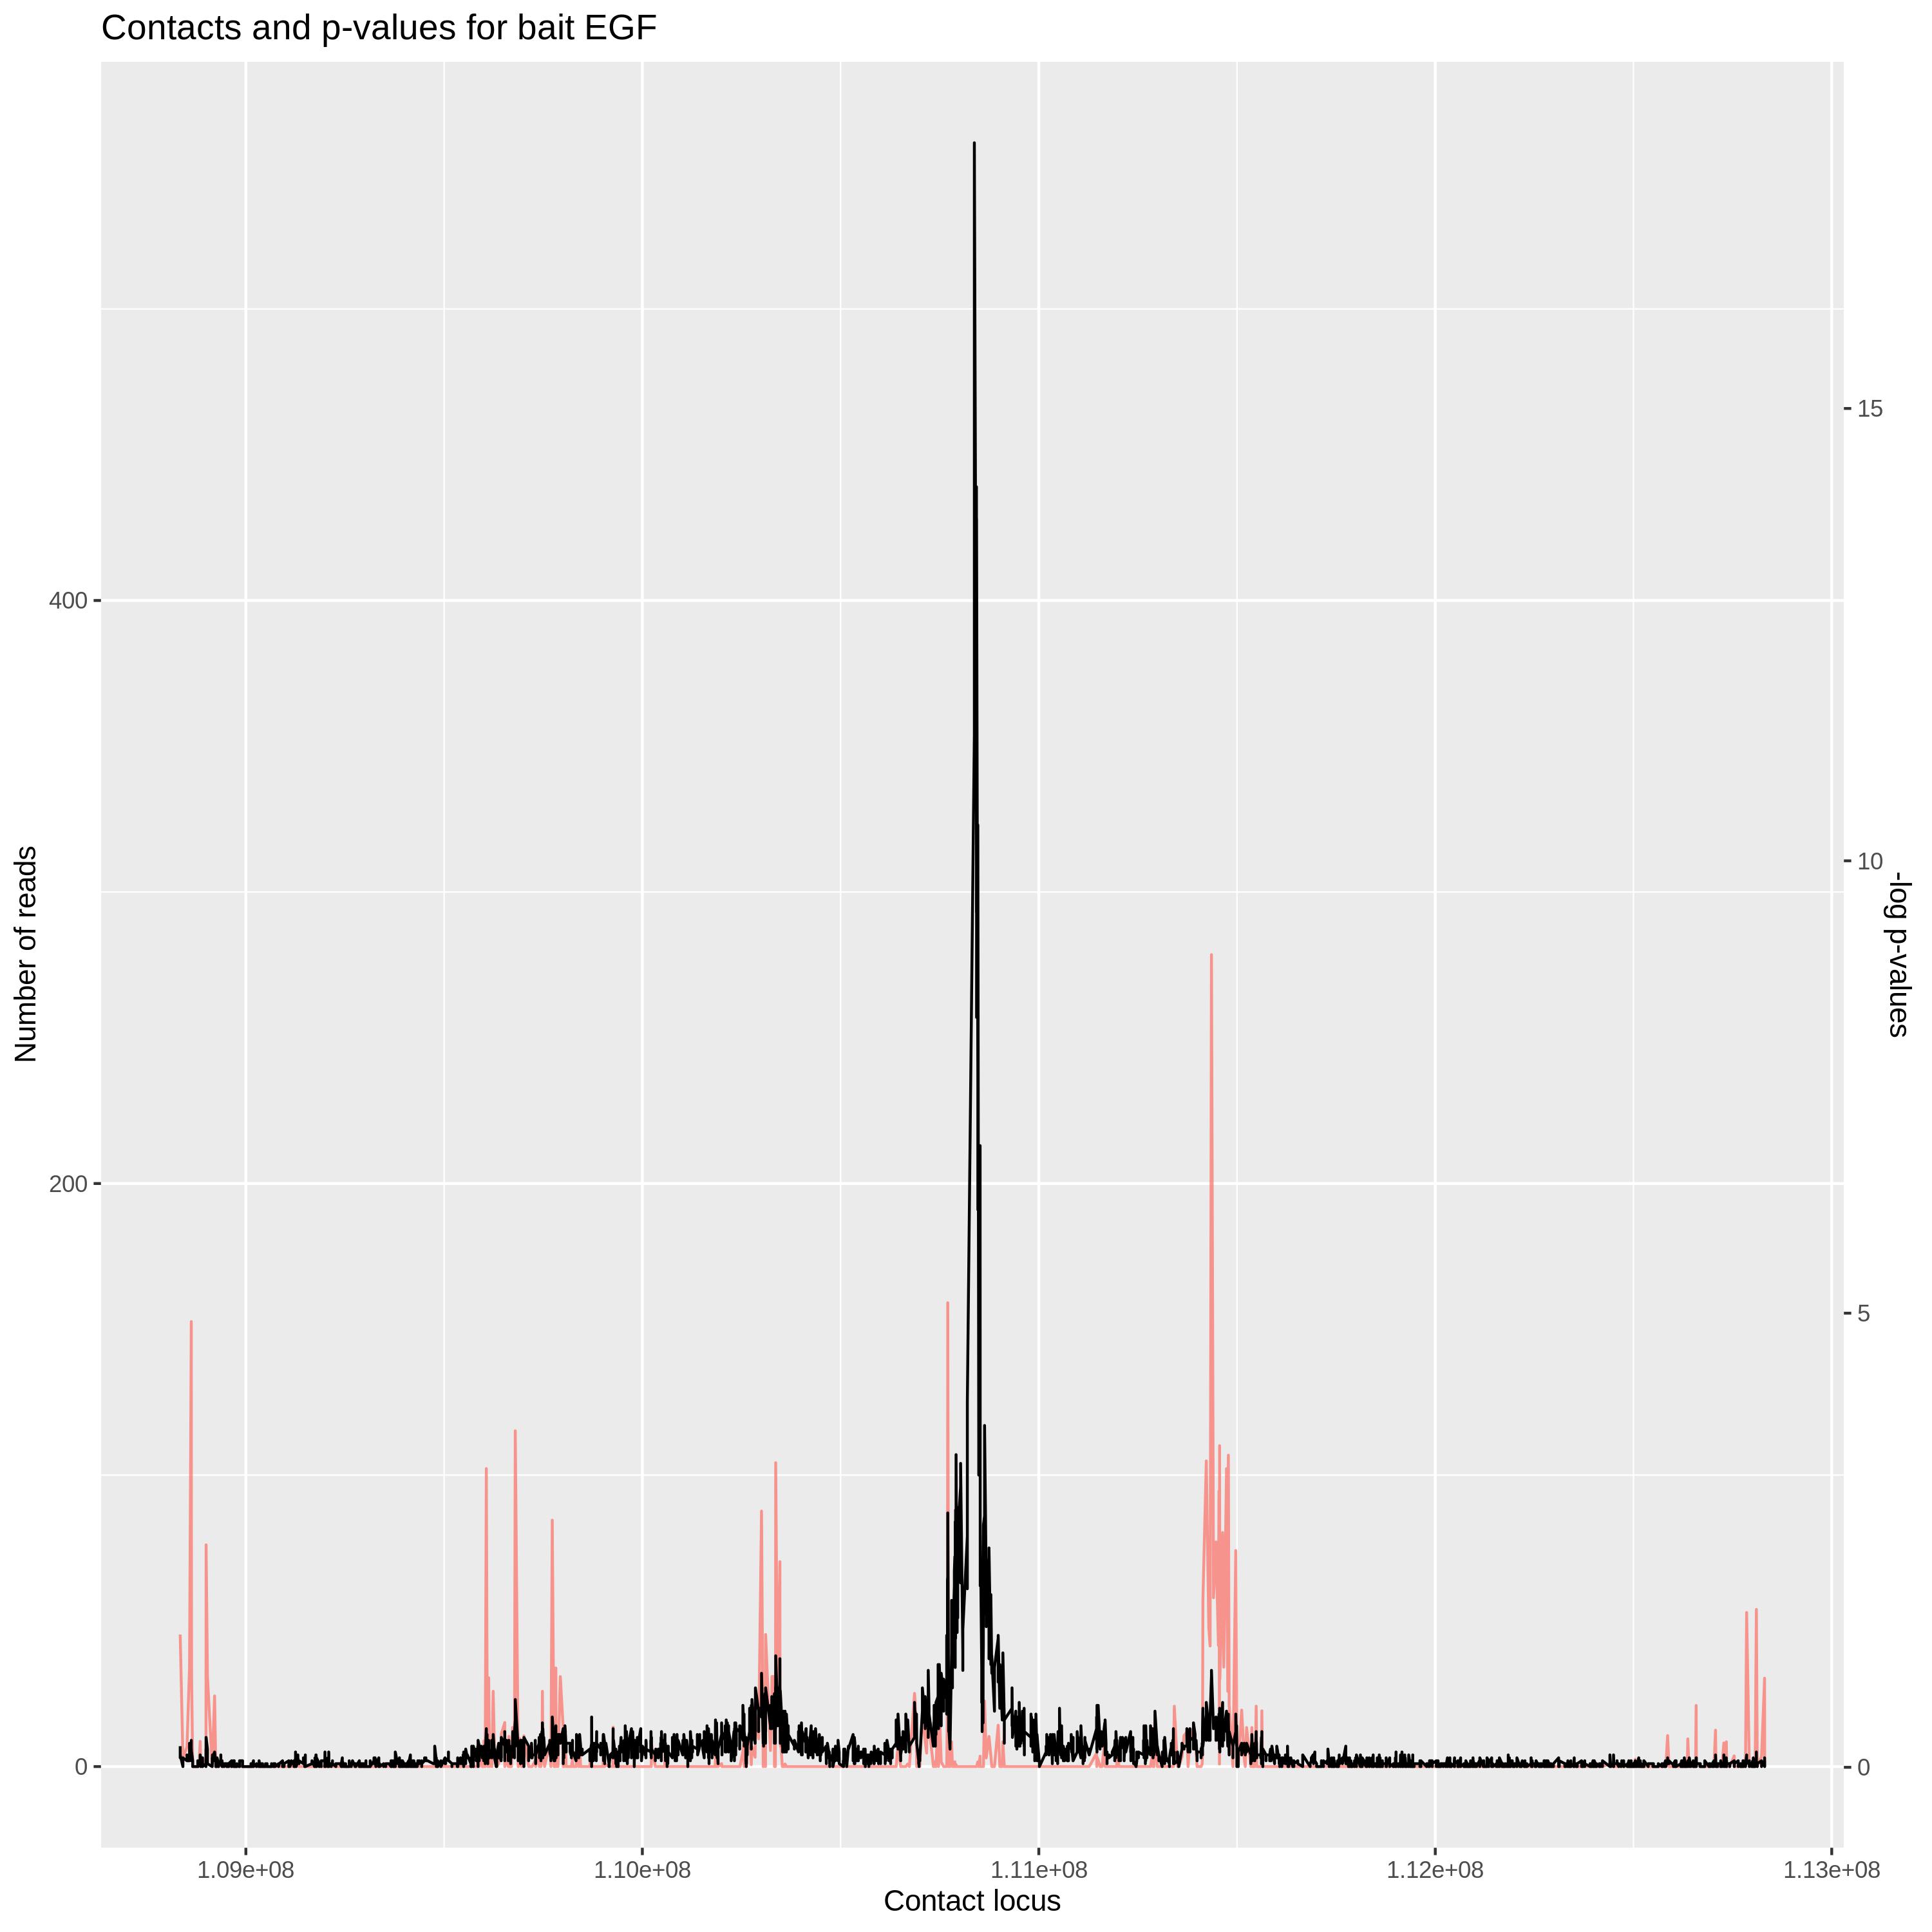 Contacts and p-values for bait EGF
Number of reads
400
200
0
15
10
5
0
-log p-values
1.09e+08
1.10e+08
1.11e+08
1.12e+08
1.13e+08
Contact locus